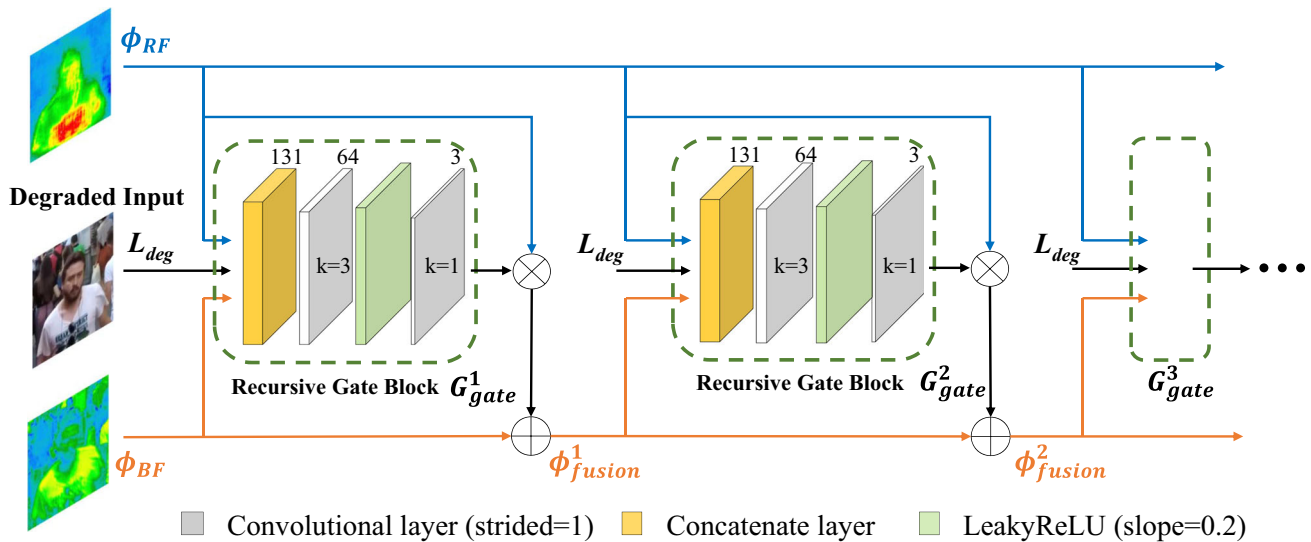 ϕ_RF
131 64 3
131 64 3
Degraded Input
L_deg
k=3 k=1
L_deg
k=3 k=1
L_deg
•••
Recursive Gate Block G^1_gate
Recursive Gate Block G^2_gate
G^3_gate
ϕ_BF
ϕ^1_fusion
ϕ^2_fusion
Convolutional layer (strided=1) Concatenate layer LeakyReLU (slope=0.2)